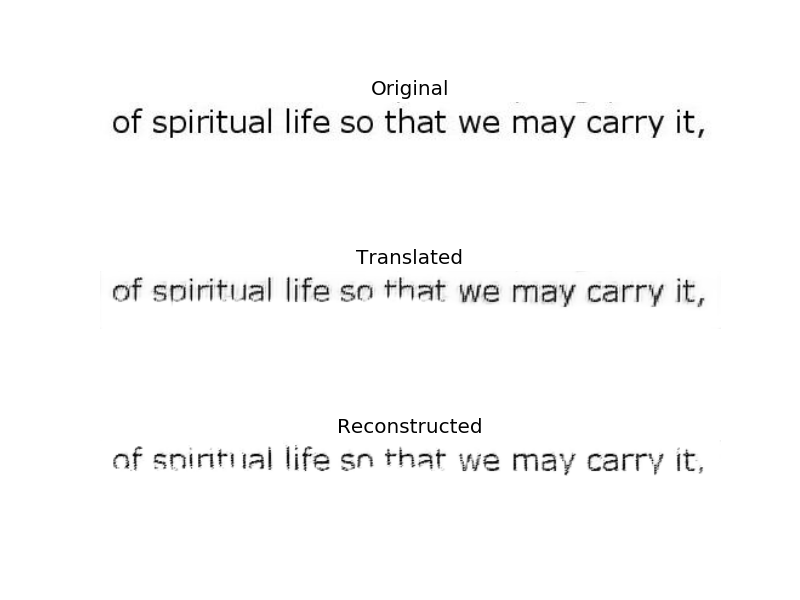 Original
of spiritual life so that we may carry it,
Translated
of spiritual life so that we may carry it,
Reconstructed
of spiritual life so that we may carry it,